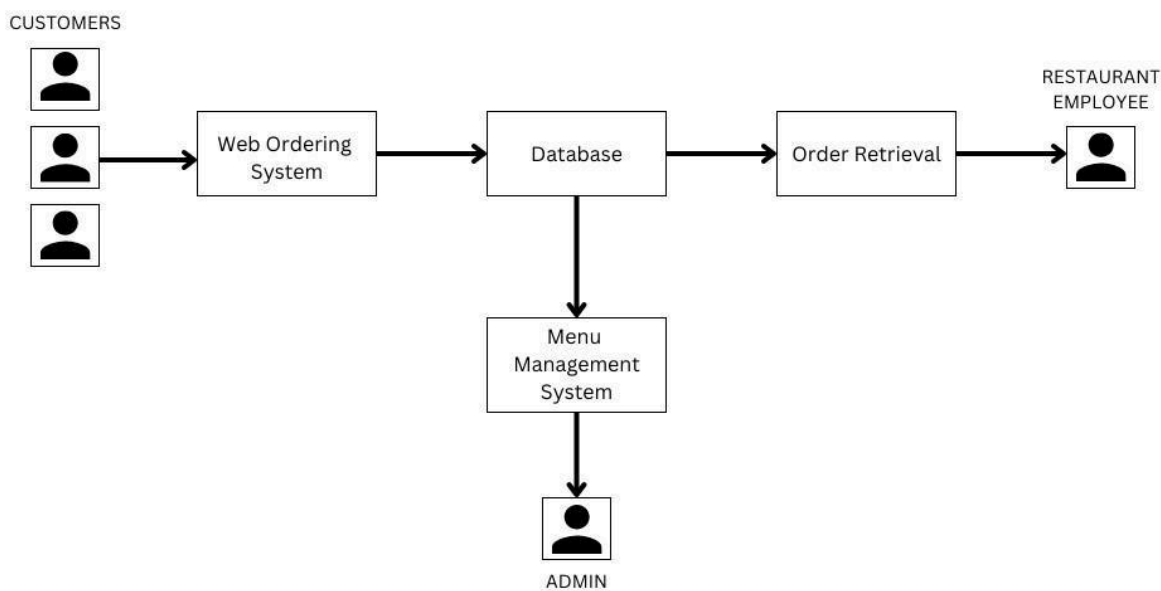 CUSTOMERS
RESTAURANT
EMPLOYEE
Web Ordering
System
Database
Order Retrieval
Menu
Management
System
ADMIN